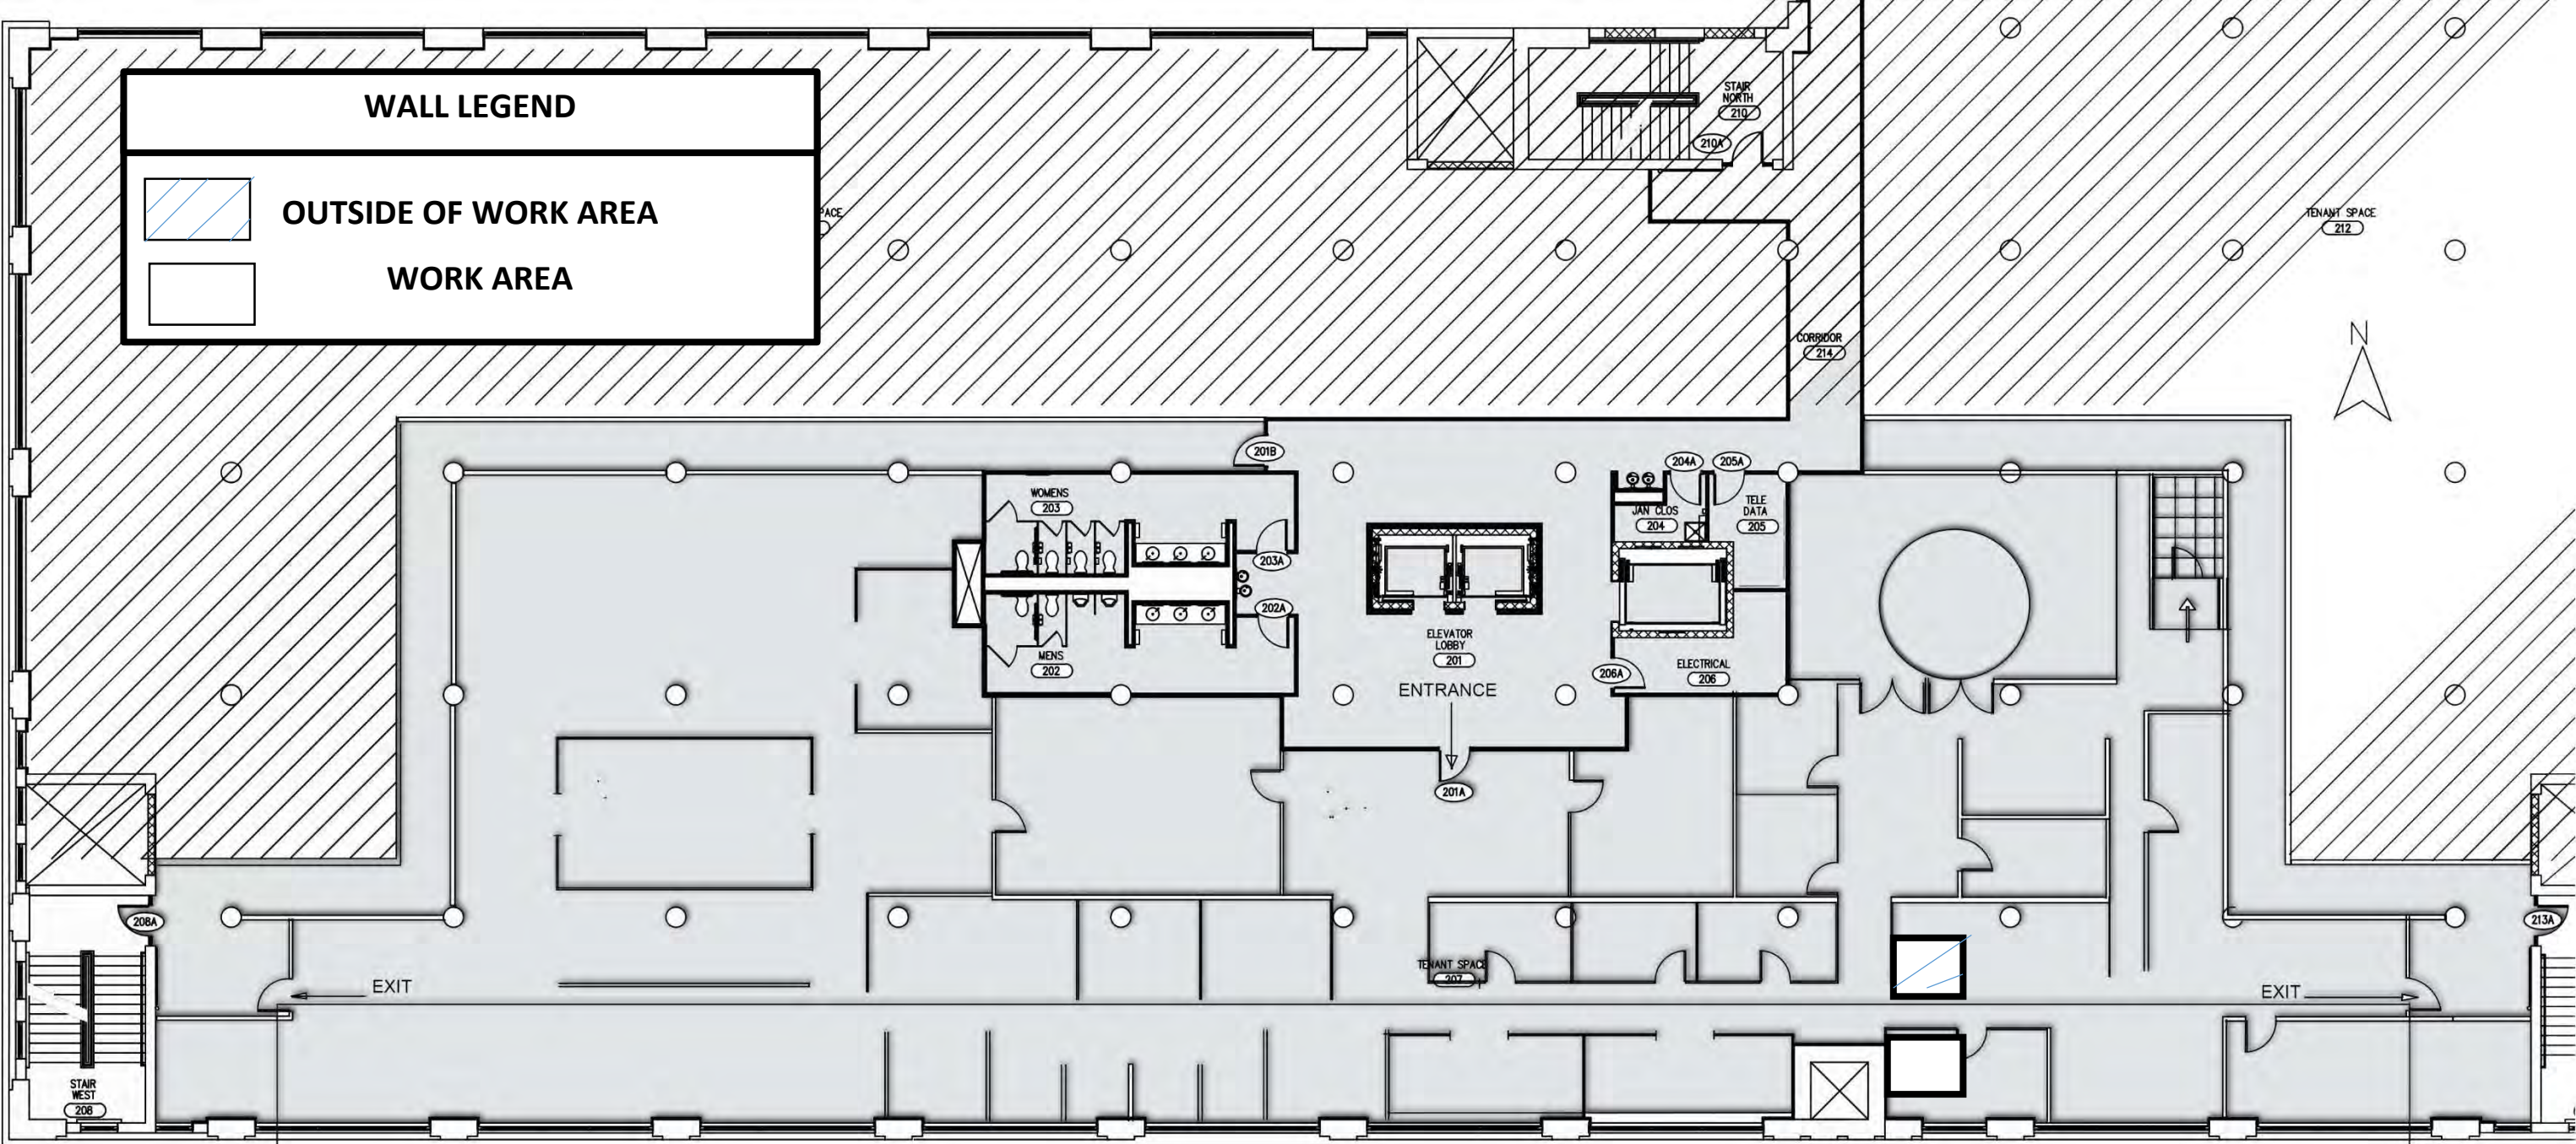 WALL LEGEND
OUTSIDE OF WORK AREA
WORK AREA
STAIR
NORTH
210
210A
TENANT SPACE
212
N
CORRIDOR
214
201B
204A
205A
WOMENS
203
JAN CLOS
204
TELE
DATA
205
203A
202A
MENS
202
ELEVATOR
LOBBY
201
ENTRANCE
206A
ELECTRICAL
206
201A
208A
213A
TENANT SPACE
207
EXIT
EXIT
STAIR
WEST
208